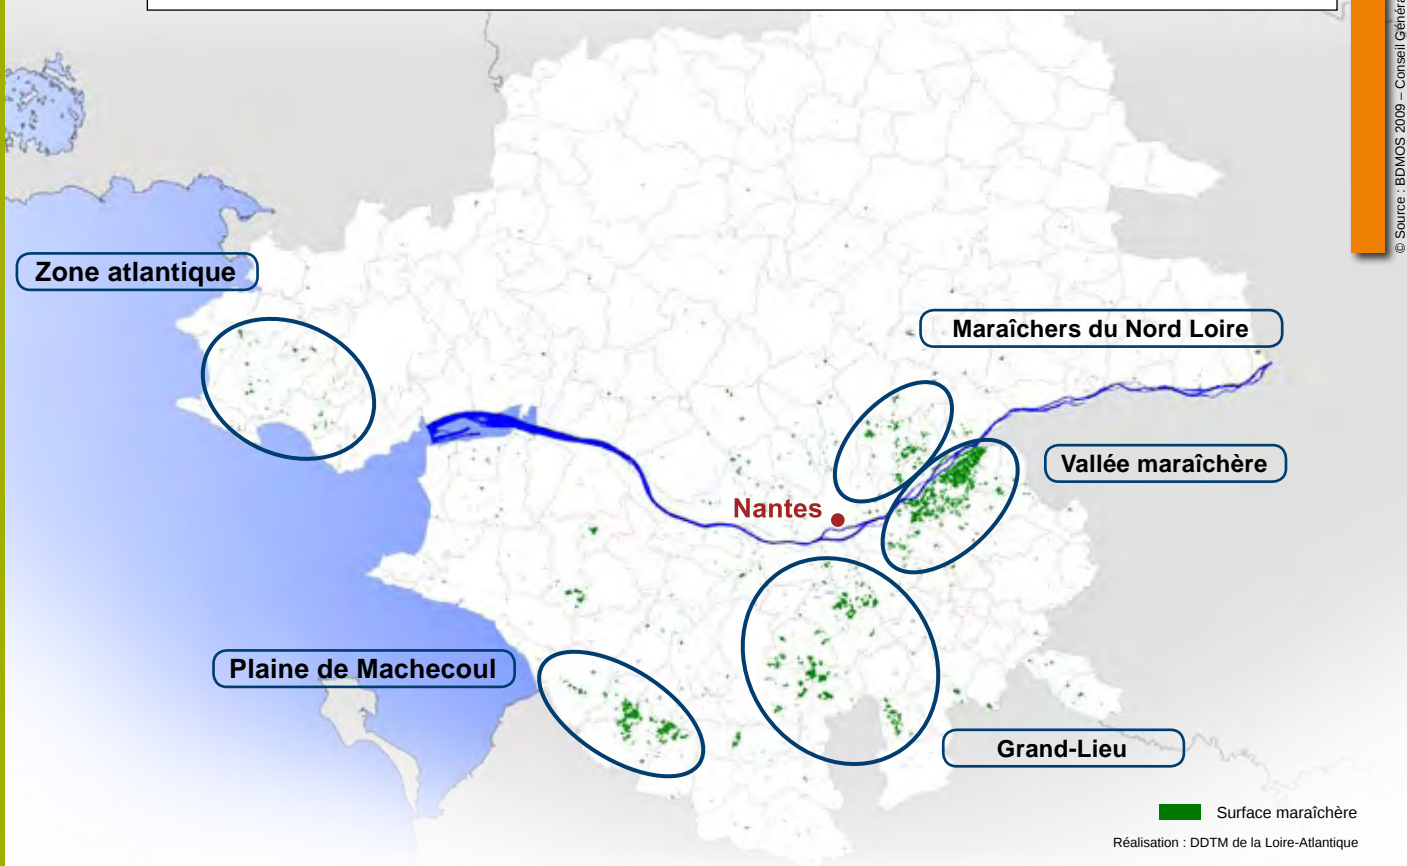 © Source : BDMOS 2009 – Conseil Général
Zone atlantique
Maraîchers du Nord Loire
Vallée maraîchère
Nantes
Plaine de Machecoul
Grand-Lieu
Surface maraîchère
Réalisation : DDTM de la Loire-Atlantique